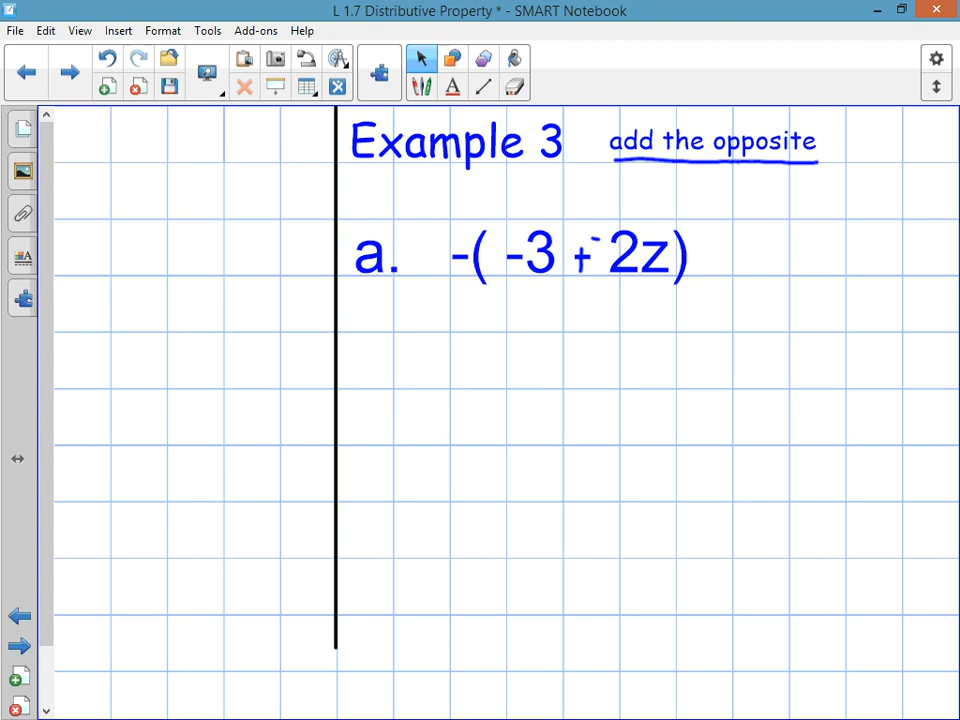 L 1.7 Distributive Property * - SMART Notebook
File Edit View Insert Format Tools Add-ons Help
Example 3 add the opposite
a. -( -3 + ⁻2z)